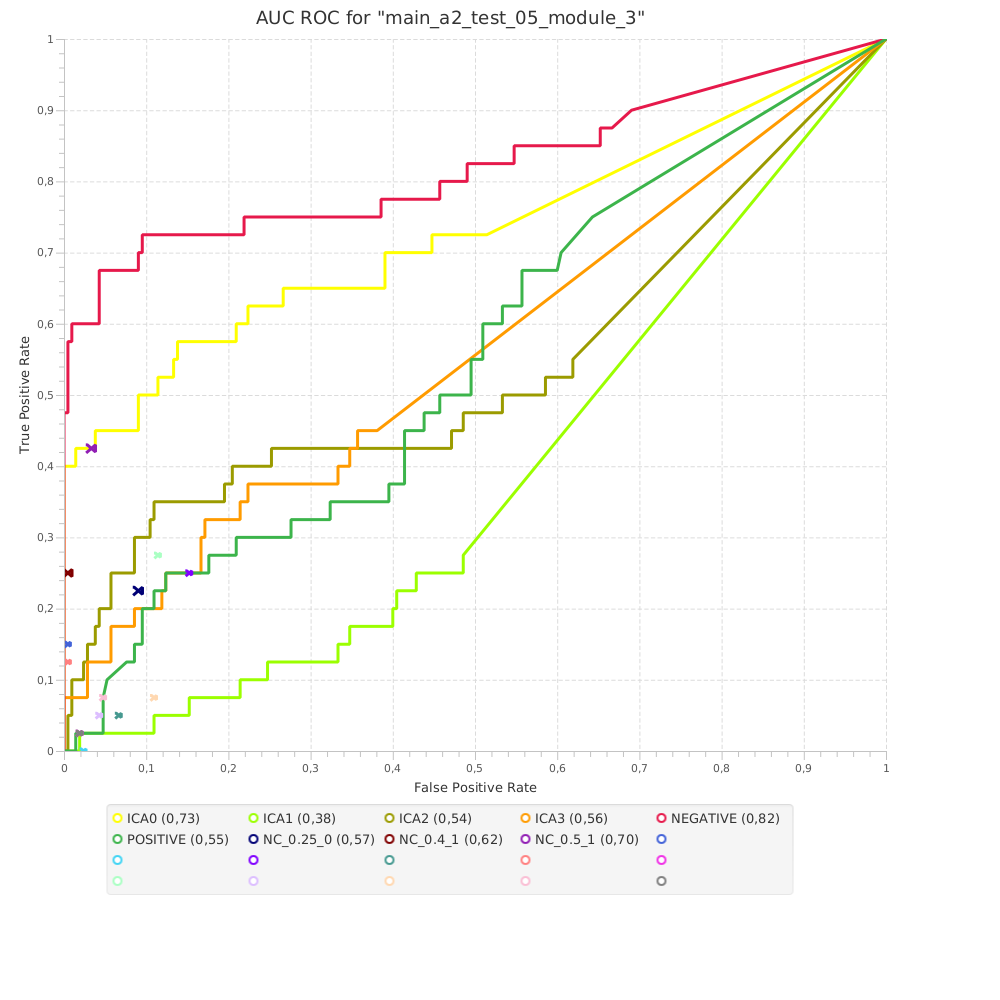 AUC ROC for "main_a2_test_05_module_3"
1
0,9
0,8
0,7
0,6
0,5
0,4
0,3
0,2
0,1
0
True Positive Rate
0 0,1 0,2 0,3 0,4 0,5 0,6 0,7 0,8 0,9 1
False Positive Rate
ICA0 (0,73) ICA1 (0,38) ICA2 (0,54) ICA3 (0,56) NEGATIVE (0,82)
POSITIVE (0,55) NC_0.25_0 (0,57) NC_0.4_1 (0,62) NC_0.5_1 (0,70)